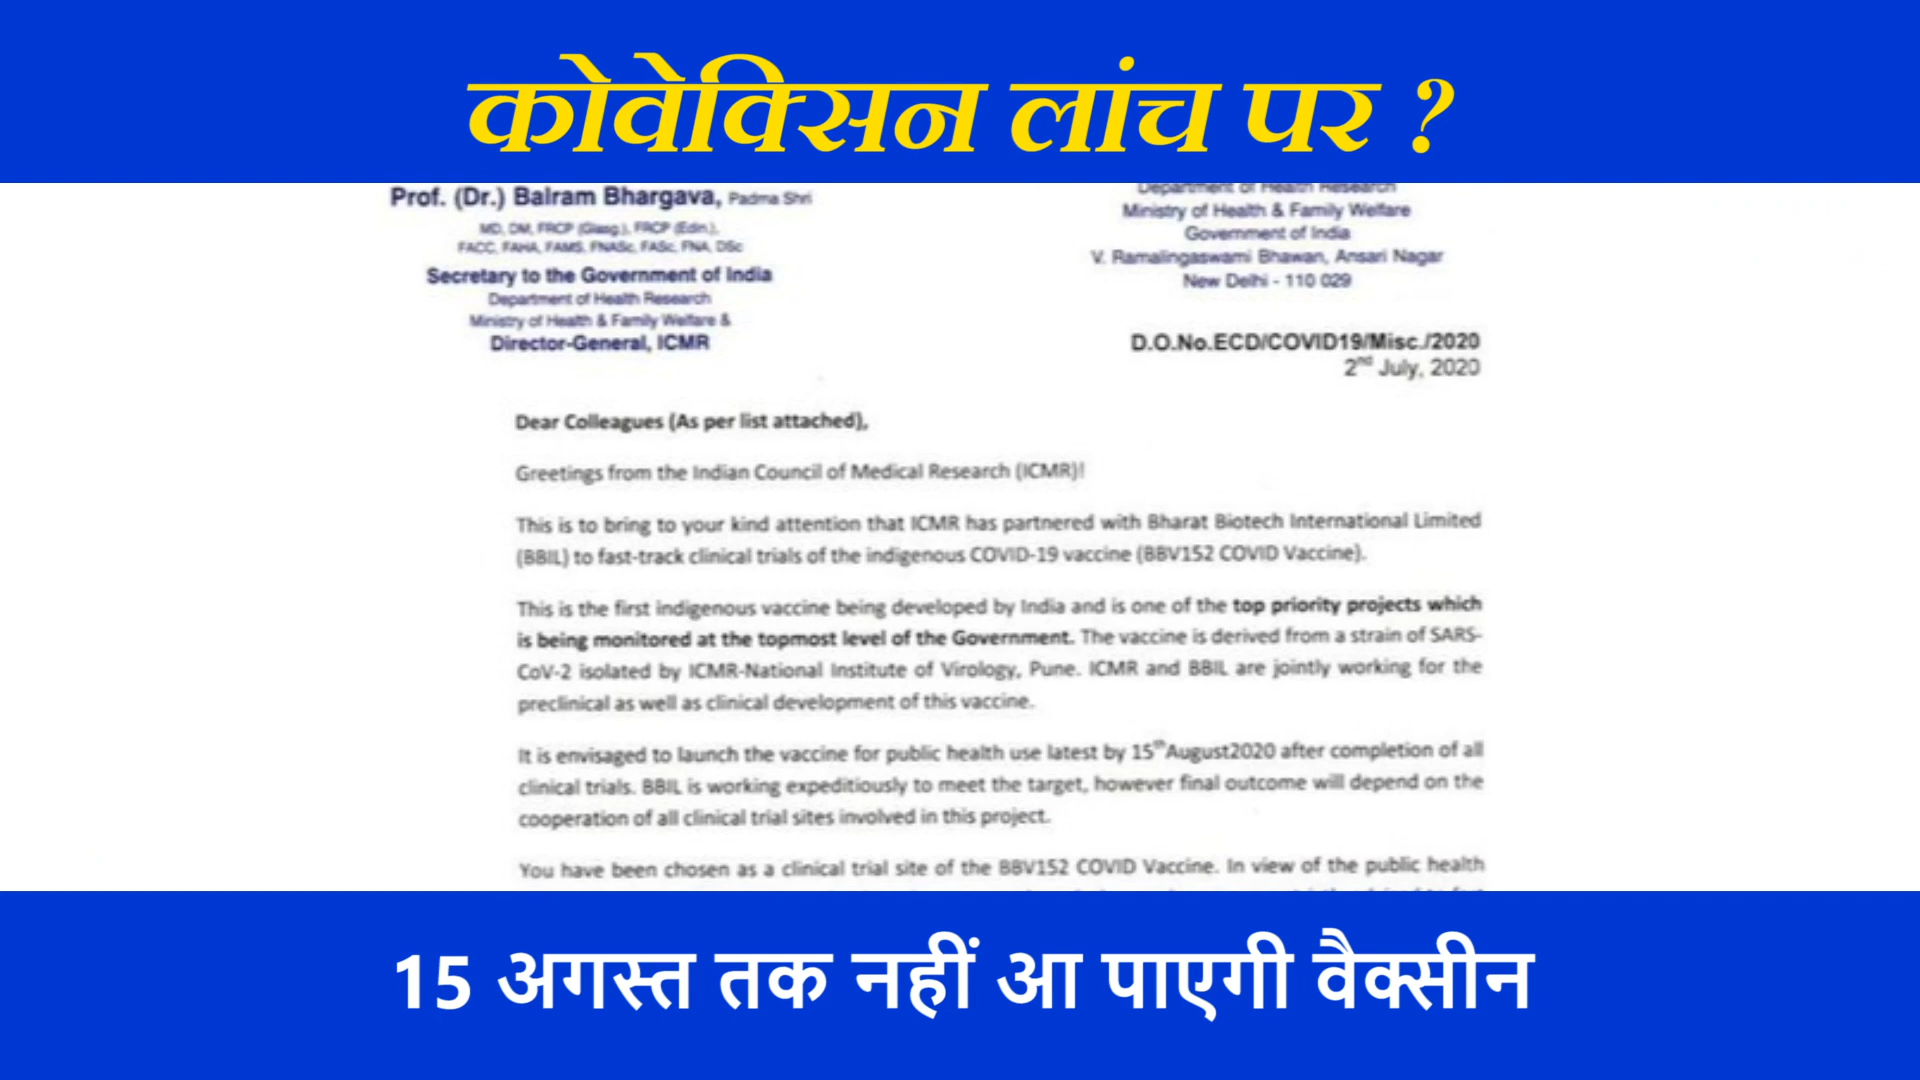 कोवेक्सिन लांच पर ?
Prof. (Dr.) Balram Bhargava, Padma Shri
MD, DM, FRCP (Glasg.), FRCP (Edin.),
FACC, FAHA, FAMS, FNASc, FASc, FNA, DSc
Secretary to the Government of India
Department of Health Research
Ministry of Health & Family Welfare &
Director-General, ICMR
Department of Health Research
Ministry of Health & Family Welfare
Government of India
V. Ramalingaswami Bhawan, Ansari Nagar
New Delhi - 110 029
D.O.No.ECD/COVID19/Misc./2020
2nd July, 2020
Dear Colleagues (As per list attached),
Greetings from the Indian Council of Medical Research (ICMR)!
This is to bring to your kind attention that ICMR has partnered with Bharat Biotech International Limited
(BBIL) to fast-track clinical trials of the indigenous COVID-19 vaccine (BBV152 COVID Vaccine).
This is the first indigenous vaccine being developed by India and is one of the top priority projects which
is being monitored at the topmost level of the Government. The vaccine is derived from a strain of SARS-
CoV-2 isolated by ICMR-National Institute of Virology, Pune. ICMR and BBIL are jointly working for the
preclinical as well as clinical development of this vaccine.
It is envisaged to launch the vaccine for public health use latest by 15th August2020 after completion of all
clinical trials. BBIL is working expeditiously to meet the target, however final outcome will depend on the
cooperation of all clinical trial sites involved in this project.
You have been chosen as a clinical trial site of the BBV152 COVID Vaccine. In view of the public health
15 अगस्त तक नहीं आ पाएगी वैक्सीन